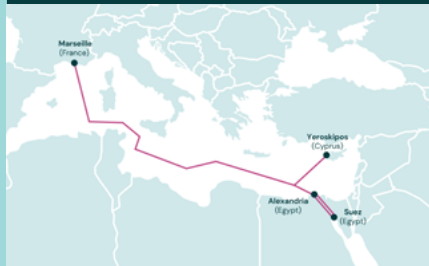 Marseille
(France)
Yeroskipos
(Cyprus)
Alexandria
(Egypt)
Suez
(Egypt)